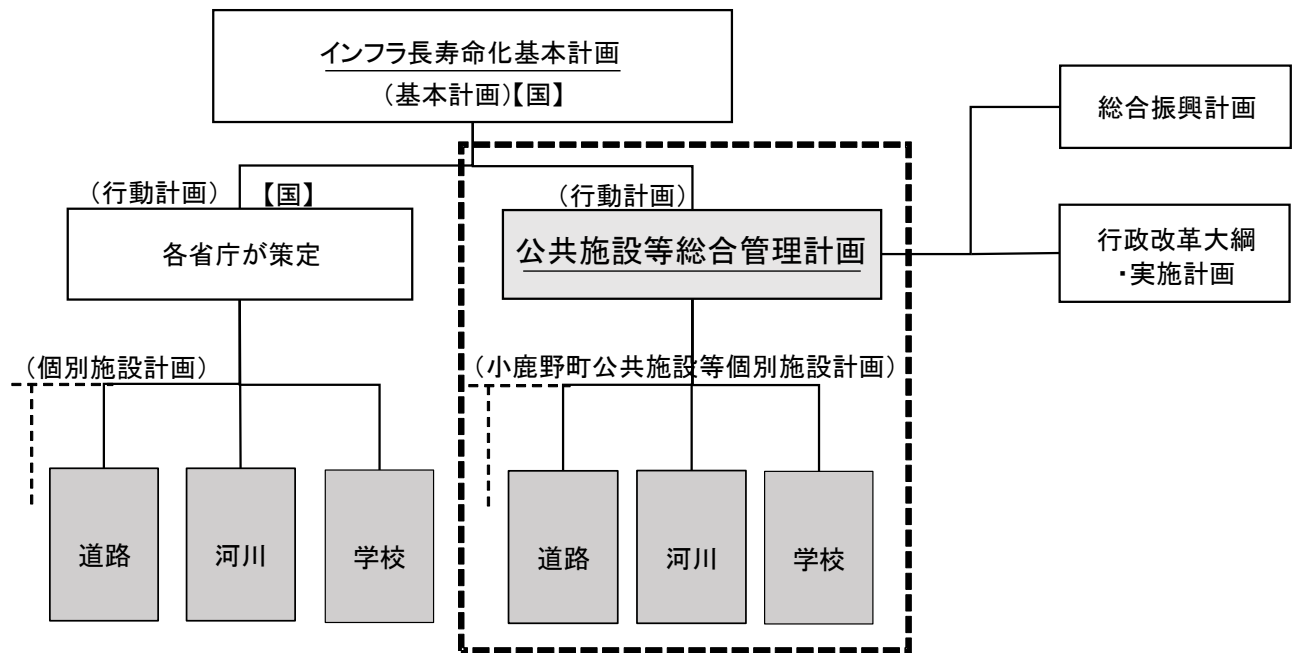 インフラ長寿命化基本計画
(基本計画)【国】
総合振興計画
(行動計画)
【国】
(行動計画)
各省庁が策定
公共施設等総合管理計画
行政改革大綱
・実施計画
(個別施設計画)
(小鹿野町公共施設等個別施設計画)
道路
河川
学校
道路
河川
学校